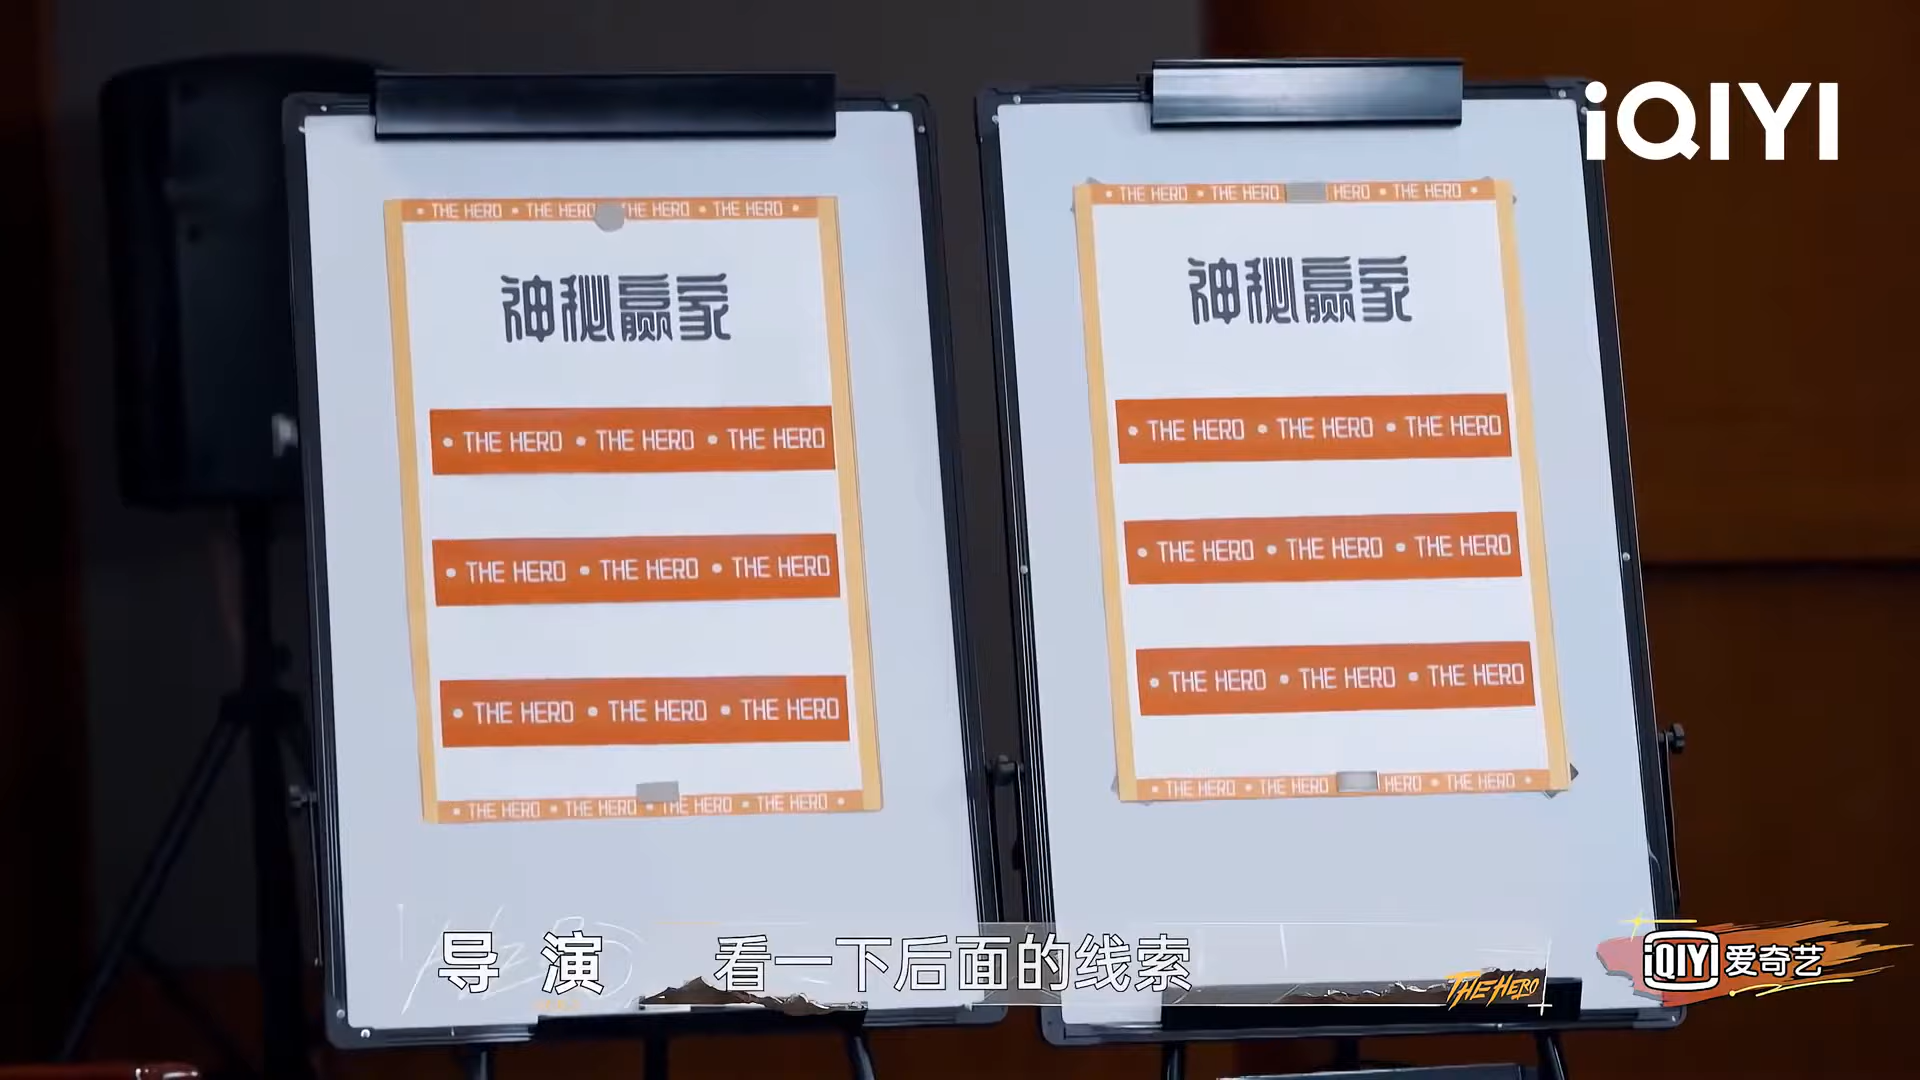 iQIYI
• THE HERO • THE HERO THE HERO • THE HERO •
神秘赢家
• THE HERO • THE HERO • THE HERO
• THE HERO • THE HERO • THE HERO
• THE HERO • THE HERO • THE HERO
• THE HERO • THE HERO • THE HERO • THE HERO •
• THE HERO • THE HERO HERO • THE HERO •
神秘赢家
• THE HERO • THE HERO • THE HERO
• THE HERO • THE HERO • THE HERO
• THE HERO • THE HERO • THE HERO
• THE HERO • THE HERO HERO • THE HERO •
导 演 看一下后面的线索
THE HERO
iQIYI 爱奇艺